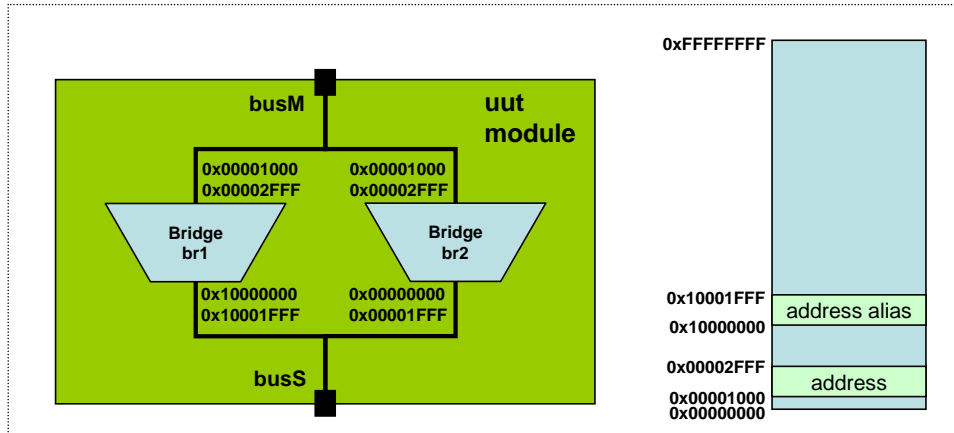 busM
uut
module
0x00001000
0x00002FFF
0x00001000
0x00002FFF
Bridge
br1
Bridge
br2
0x10000000
0x10001FFF
0x00000000
0x00001FFF
busS
0xFFFFFFFF
0x10001FFF
address alias
0x10000000
0x00002FFF
address
0x00001000
0x00000000